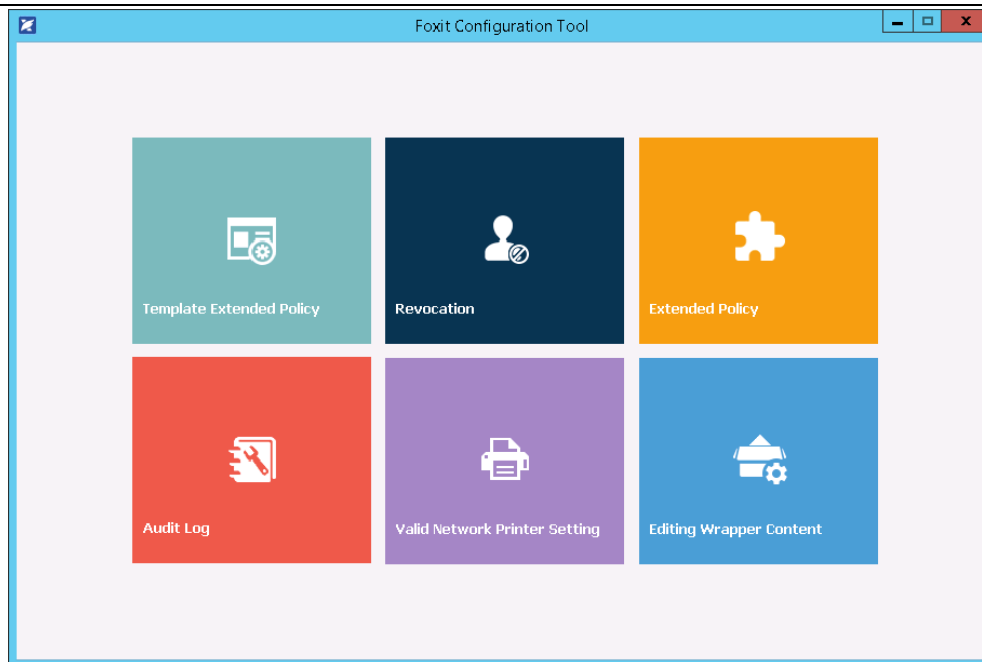 Foxit Configuration Tool
Template Extended Policy
Revocation
Extended Policy
Audit Log
Valid Network Printer Setting
Editing Wrapper Content